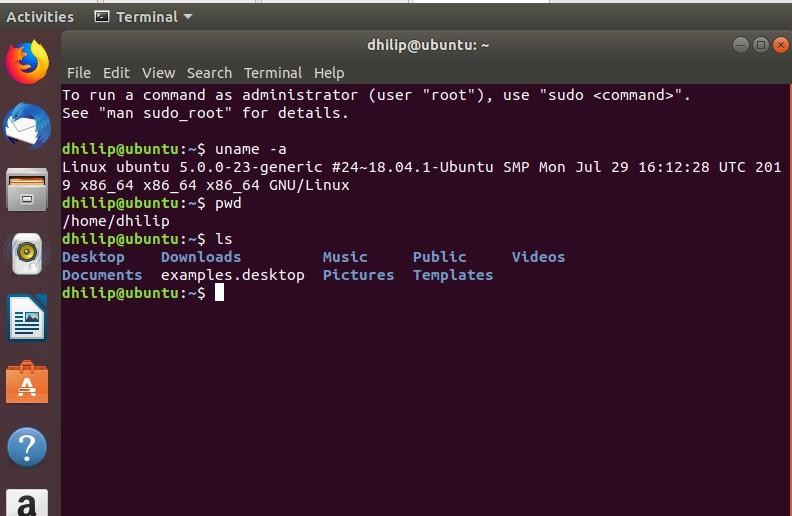 Activities Terminal
dhilip@ubuntu: ~
File Edit View Search Terminal Help
To run a command as administrator (user "root"), use "sudo <command>".
See "man sudo_root" for details.
dhilip@ubuntu:~$ uname -a
Linux ubuntu 5.0.0-23-generic #24~18.04.1-Ubuntu SMP Mon Jul 29 16:12:28 UTC 201
9 x86_64 x86_64 x86_64 GNU/Linux
dhilip@ubuntu:~$ pwd
/home/dhilip
dhilip@ubuntu:~$ ls
Desktop Downloads Music Public Videos
Documents examples.desktop Pictures Templates
dhilip@ubuntu:~$